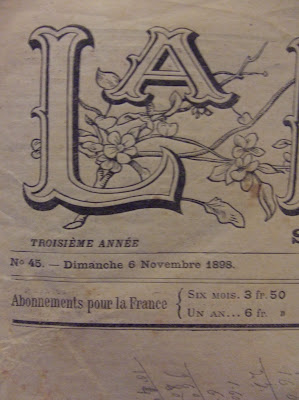 LA
TROISIÈME ANNÉE
No 45. — Dimanche 6 Novembre 1898.
Abonnements pour la France { SIX MOIS. 3 fr. 50
UN AN... 6 fr. »